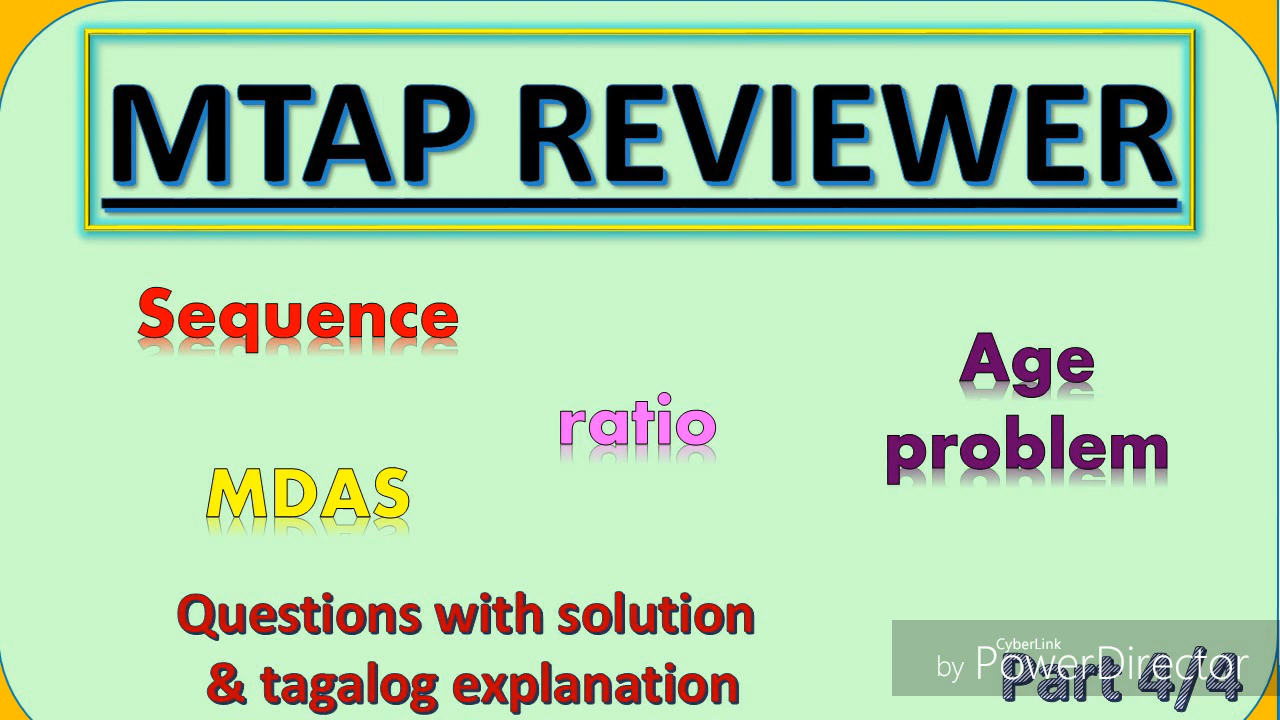 MTAP REVIEWER
Sequence
ratio
Age
problem
MDAS
Questions with solution
& tagalog explanation
Part 4/4
CyberLink
by PowerDirector